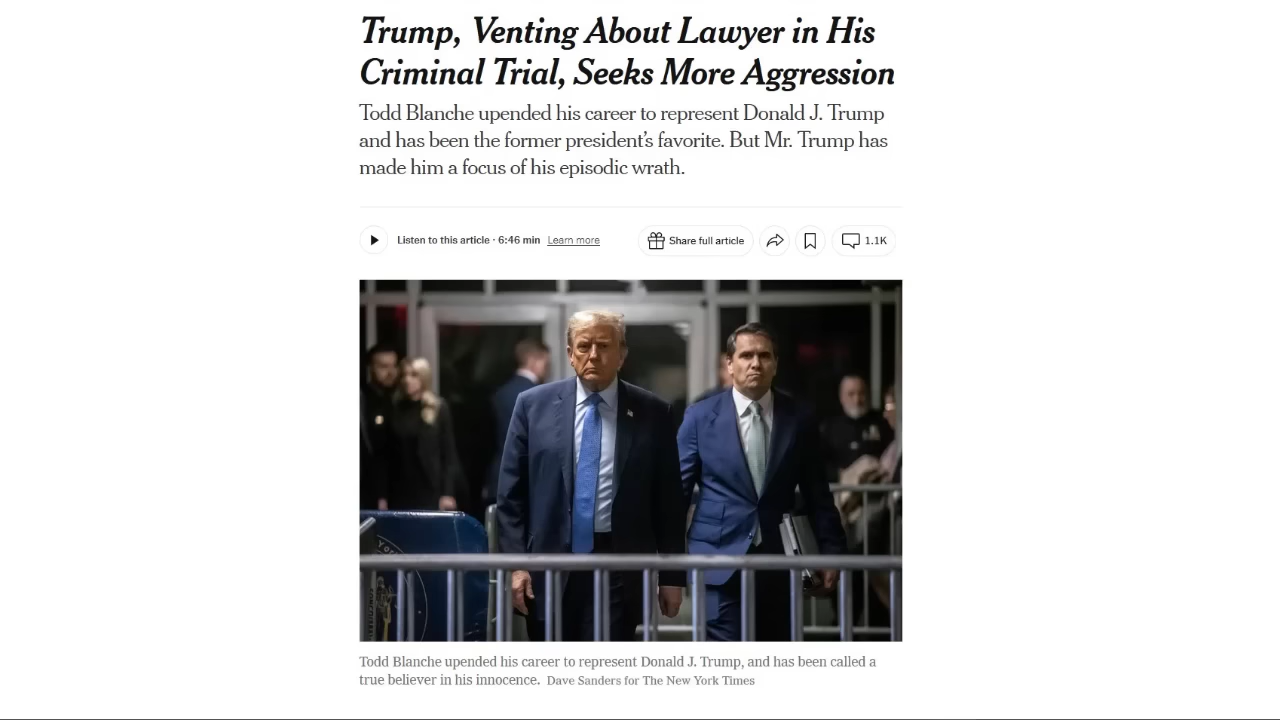 Trump, Venting About Lawyer in His
Criminal Trial, Seeks More Aggression
Todd Blanche upended his career to represent Donald J. Trump
and has been the former president’s favorite. But Mr. Trump has
made him a focus of his episodic wrath.
Listen to this article · 6:46 min Learn more
Share full article
1.1K
Todd Blanche upended his career to represent Donald J. Trump, and has been called a
true believer in his innocence. Dave Sanders for The New York Times